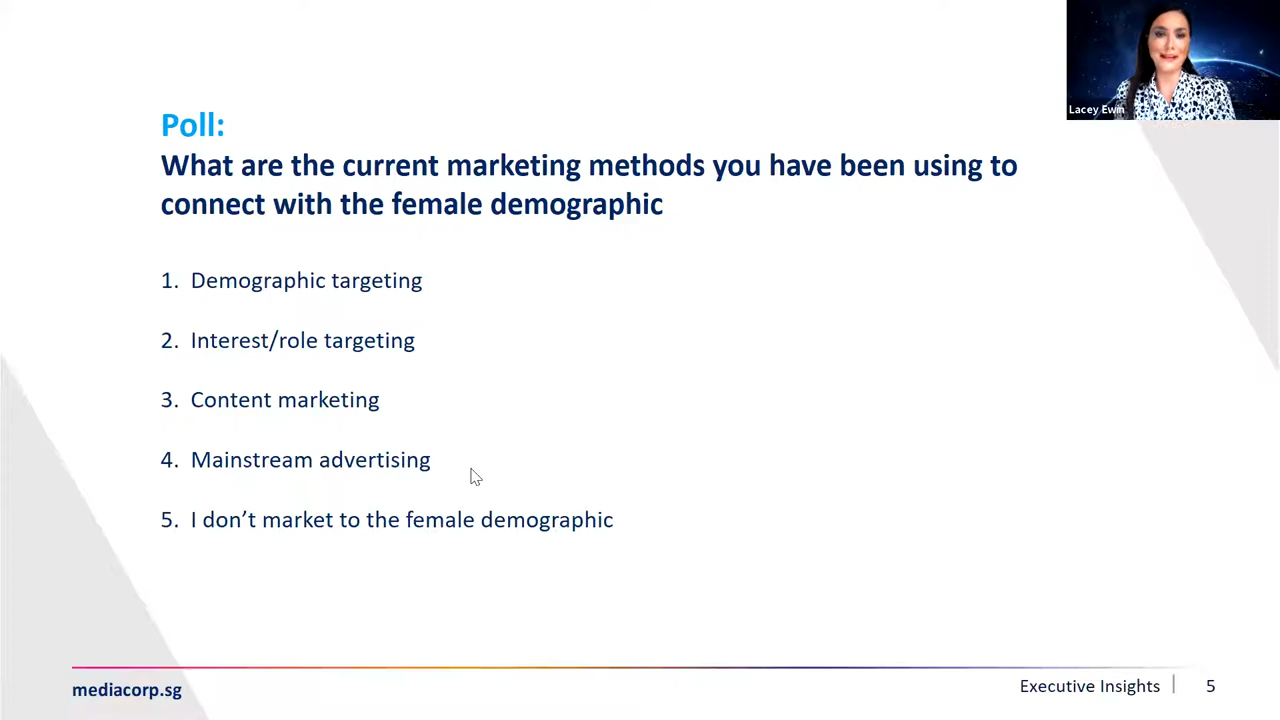 Lacey Ewin
Poll:
What are the current marketing methods you have been using to
connect with the female demographic
1. Demographic targeting
2. Interest/role targeting
3. Content marketing
4. Mainstream advertising
5. I don’t market to the female demographic
mediacorp.sg
Executive Insights
5